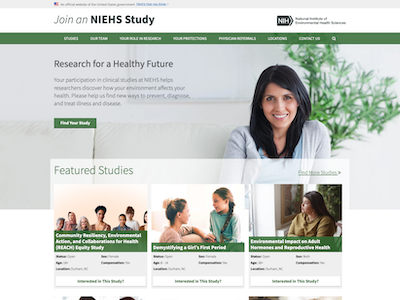 An official website of the United States government Here's how you know
Join an NIEHS Study
NIH National Institute of
Environmental Health Sciences
STUDIES OUR TEAM YOUR ROLE IN RESEARCH YOUR PROTECTIONS PHYSICIAN REFERRALS LOCATIONS CONTACT US
Research for a Healthy Future
Your participation in clinical studies at NIEHS helps
researchers discover how your environment affects your
health. Please help us find new ways to prevent, diagnose,
and treat illness and disease.
Find Your Study
Featured Studies
Find More Studies
Community Resiliency, Environmental
Action, and Collaborations for Health
(REACH) Equity Study
Status: Open Sex: Female
Age: Compensation: Yes
Location: Durham, NC
Interested in This Study?
Demystifying a Girl's First Period
Status: Open Sex: Female
Age: Compensation: Yes
Location: Durham, NC
Interested in This Study?
Environmental Impact on Adult
Hormones and Reproductive Health
Status: Open Sex: Both
Age: Compensation: No
Location: Durham, NC
Interested in This Study?